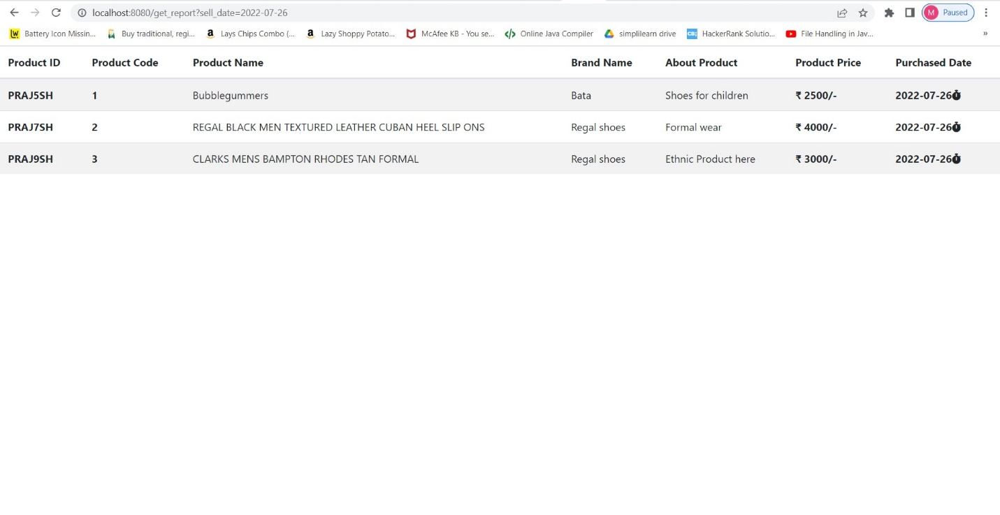 localhost:8080/get_report?sell_date=2022-07-26 M Paused
LW Battery Icon Missin... Buy traditional, regi... a Lays Chips Combo (... a Lazy Shoppy Potato... McAfee KB - You se... </> Online Java Compiler simplilearn drive CB: HackerRank Solutio... File Handling in Jav... »
Product ID Product Code Product Name Brand Name About Product Product Price Purchased Date
PRAJ5SH 1 Bubblegummers Bata Shoes for children ₹ 2500/- 2022-07-26
PRAJ7SH 2 REGAL BLACK MEN TEXTURED LEATHER CUBAN HEEL SLIP ONS Regal shoes Formal wear ₹ 4000/- 2022-07-26
PRAJ9SH 3 CLARKS MENS BAMPTON RHODES TAN FORMAL Regal shoes Ethnic Product here ₹ 3000/- 2022-07-26